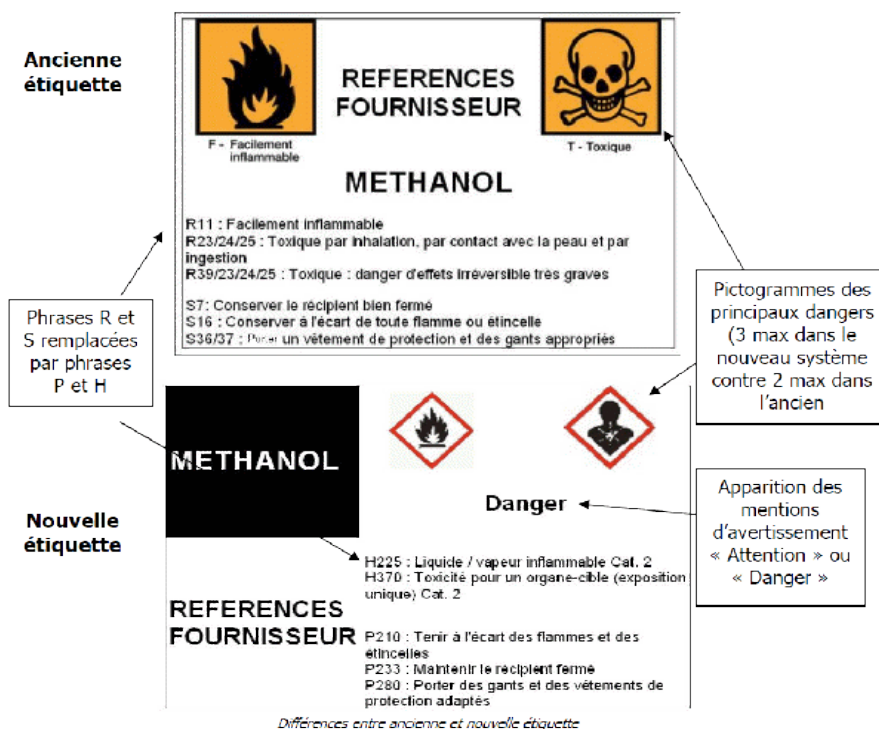 Ancienne
étiquette
REFERENCES
FOURNISSEUR
F - Facilement
inflammable
T - Toxique
METHANOL
R11 : Facilement inflammable
R23/24/25 : Toxique par inhalation, par contact avec la peau et par
ingestion
R39/23/24/25 : Toxique : danger d'effets irréversible très graves
S7: Conserver le récipient bien fermé
S16 : Conserver à l'écart de toute flamme ou étincelle
S36/37 : Porter un vêtement de protection et des gants appropriés
Phrases R et
S remplacées
par phrases
P et H
Pictogrammes des
principaux dangers
(3 max dans le
nouveau système
contre 2 max dans
l'ancien
Nouvelle
étiquette
METHANOL
Danger
Apparition des
mentions
d'avertissement
« Attention » ou
« Danger »
H225 : Liquide / vapeur inflammable Cat. 2
H370 : Toxicité pour un organe-cible (exposition
unique) Cat. 2
REFERENCES
FOURNISSEUR
P210 : Tenir à l'écart des flammes et des
étincelles
P233 : Maintenir le récipient fermé
P280 : Porter des gants et des vêtements de
protection adaptés
Différences entre ancienne et nouvelle étiquette